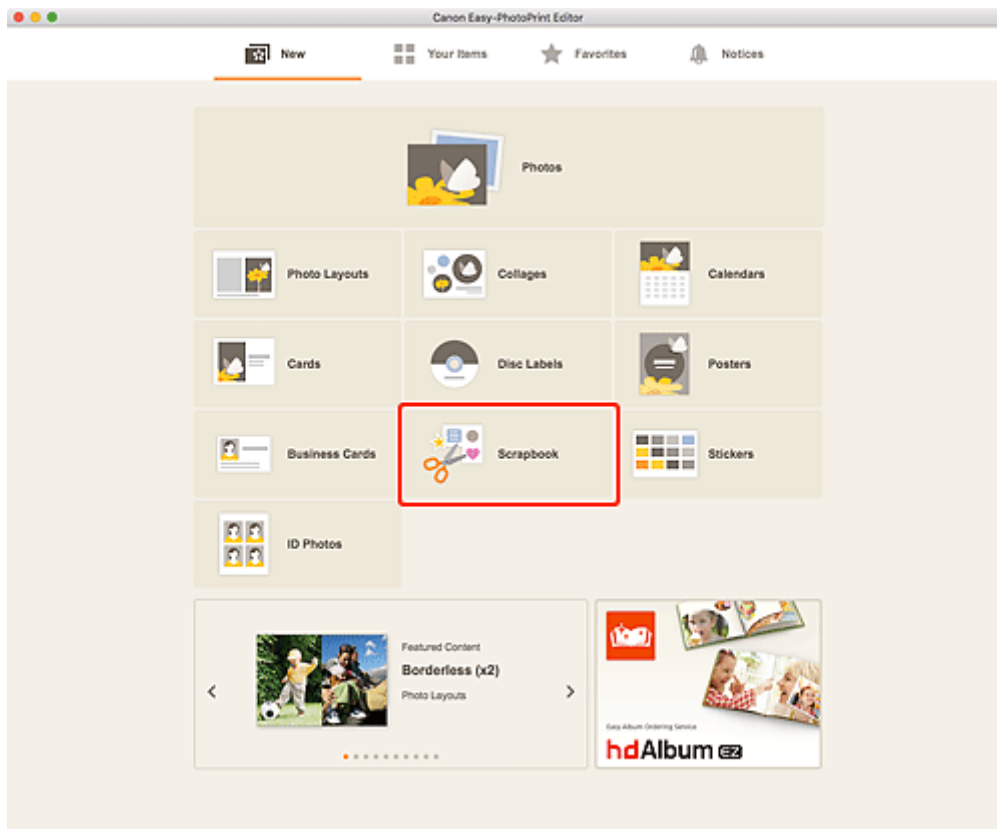 Canon Easy-PhotoPrint Editor
New
Your Items
Favorites
Notices
Photos
Photo Layouts
Collages
Calendars
Cards
Disc Labels
Posters
Business Cards
Scrapbook
Stickers
ID Photos
Featured Content
Borderless (x2)
Photo Layouts
Easy Album Ordering Service
hdAlbum EZ